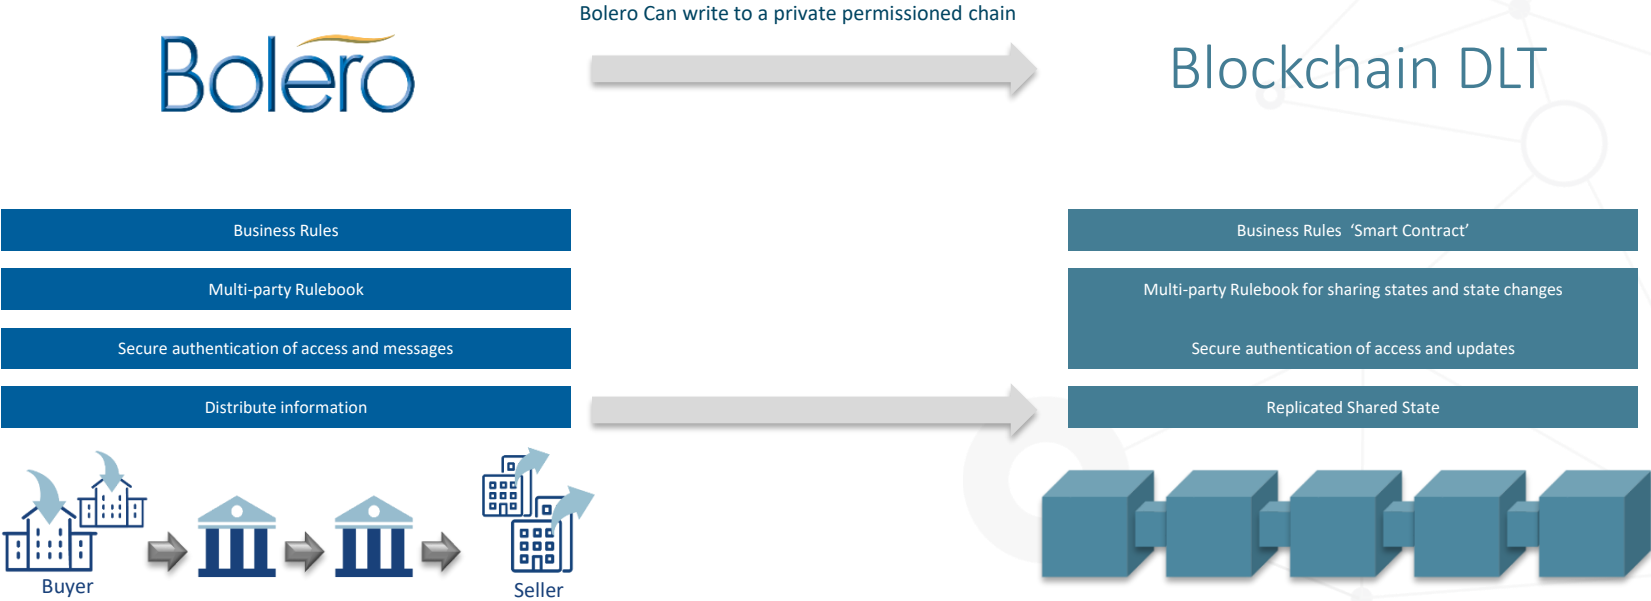 Bolero Can write to a private permissioned chain
Bolero
Blockchain DLT
Business Rules
Multi-party Rulebook
Secure authentication of access and messages
Distribute information
Buyer
Seller
Business Rules ‘Smart Contract’
Multi-party Rulebook for sharing states and state changes
Secure authentication of access and updates
Replicated Shared State